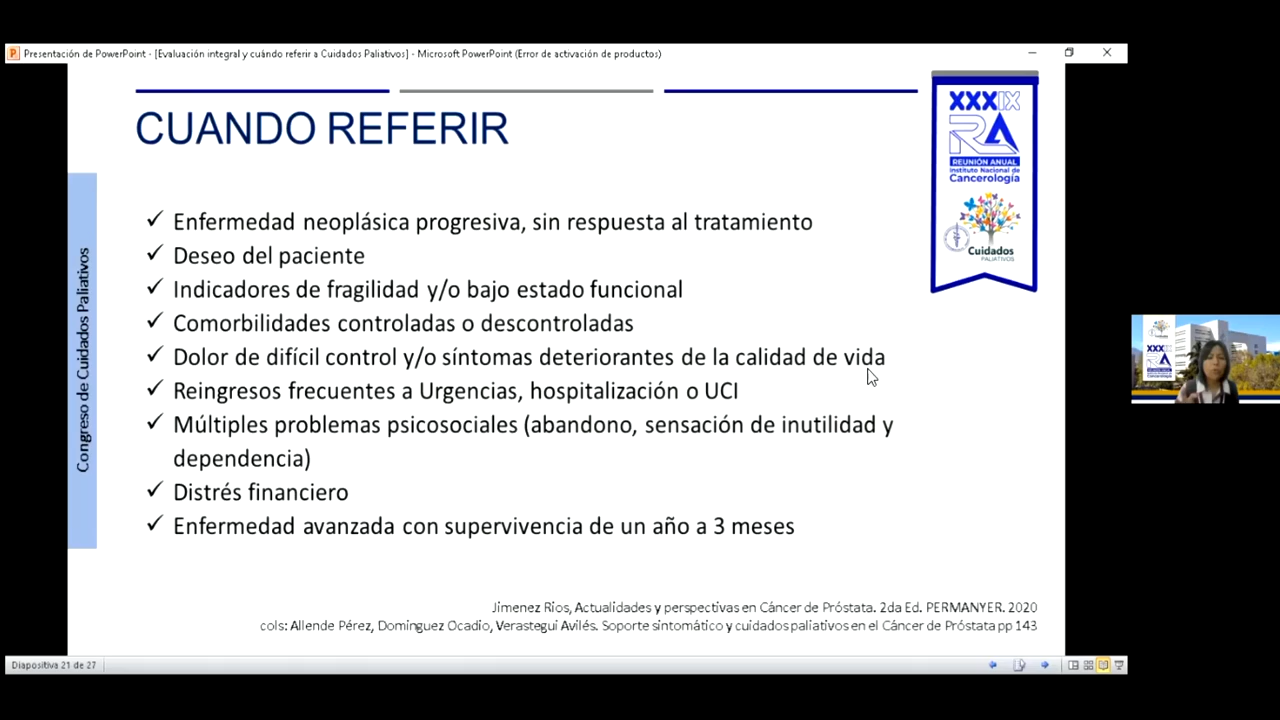 Presentación de PowerPoint - [Evaluación integral y cuándo referir a Cuidados Paliativos] - Microsoft PowerPoint (Error de activación de productos)
CUANDO REFERIR
XXXIX
RA
REUNIÓN ANUAL
Instituto Nacional de
Cancerología
Cuidados
PALIATIVOS
Congreso de Cuidados Paliativos
✓ Enfermedad neoplásica progresiva, sin respuesta al tratamiento
✓ Deseo del paciente
✓ Indicadores de fragilidad y/o bajo estado funcional
✓ Comorbilidades controladas o descontroladas
✓ Dolor de difícil control y/o síntomas deteriorantes de la calidad de vida
✓ Reingresos frecuentes a Urgencias, hospitalización o UCI
✓ Múltiples problemas psicosociales (abandono, sensación de inutilidad y
dependencia)
✓ Distrés financiero
✓ Enfermedad avanzada con supervivencia de un año a 3 meses
Jimenez Rios, Actualidades y perspectivas en Cáncer de Próstata. 2da Ed. PERMANYER. 2020
cols: Allende Pérez, Dominguez Ocadio, Verastegui Avilés. Soporte sintomático y cuidados paliativos en el Cáncer de Próstata pp 143
Diapositiva 21 de 27
XXXIX
RA